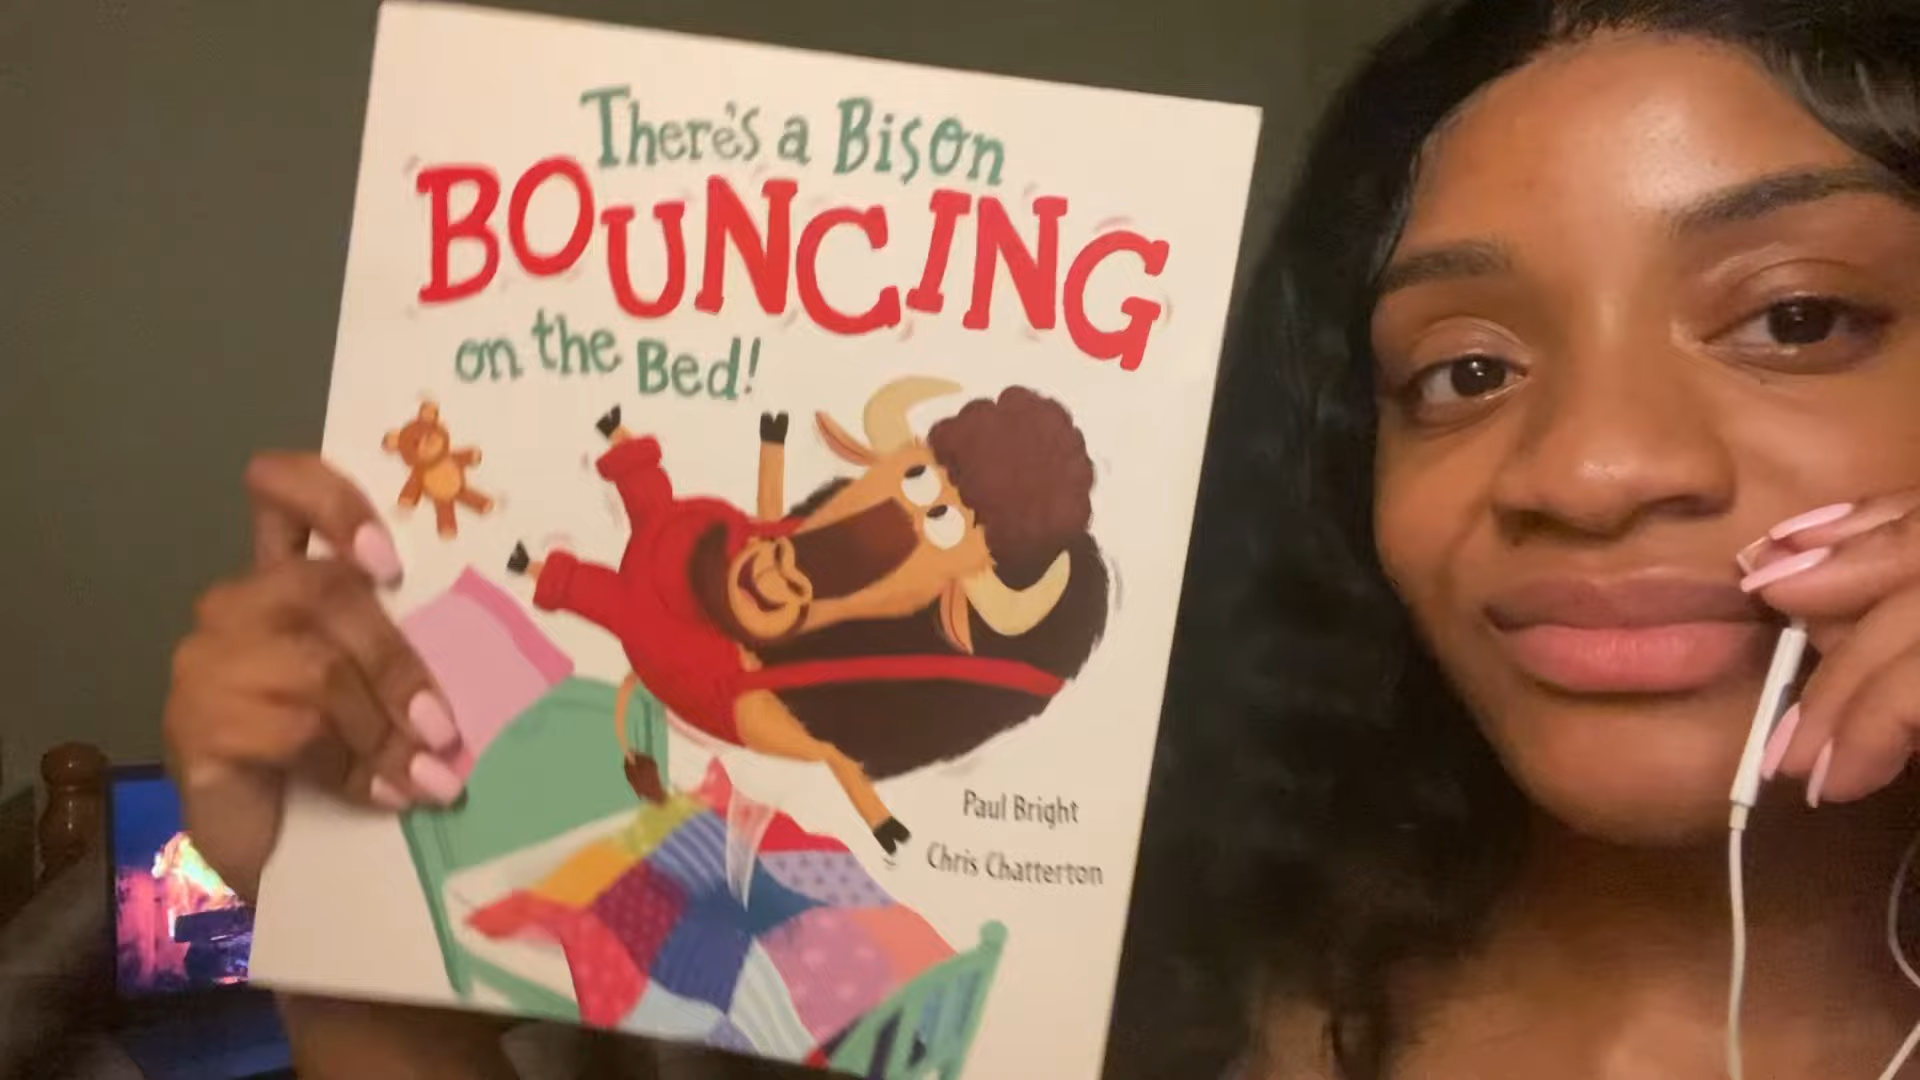 There's a Bison
BOUNCING
on the Bed!
Paul Bright
Chris Chatterton